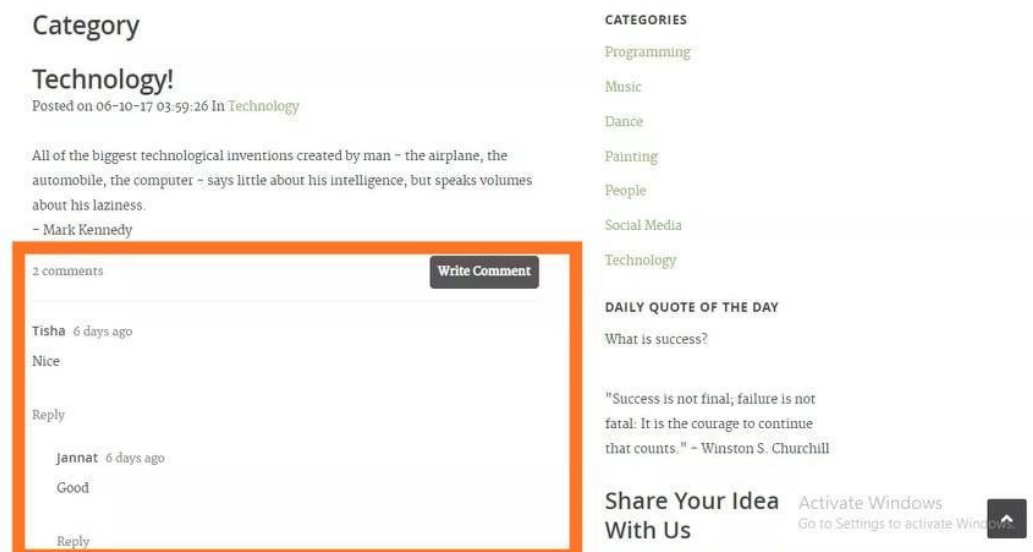 Category
Technology!
Posted on 06-10-17 03:59:26 In Technology
All of the biggest technological inventions created by man - the airplane, the
automobile, the computer - says little about his intelligence, but speaks volumes
about his laziness.
- Mark Kennedy
2 comments
Write Comment
Tisha 6 days ago
Nice
Reply
Jannat 6 days ago
Good
Reply
CATEGORIES
Programming
Music
Dance
Painting
People
Social Media
Technology
DAILY QUOTE OF THE DAY
What is success?
"Success is not final; failure is not
fatal: It is the courage to continue
that counts." - Winston S. Churchill
Share Your Idea
With Us
Activate Windows
Go to Settings to activate Windows.